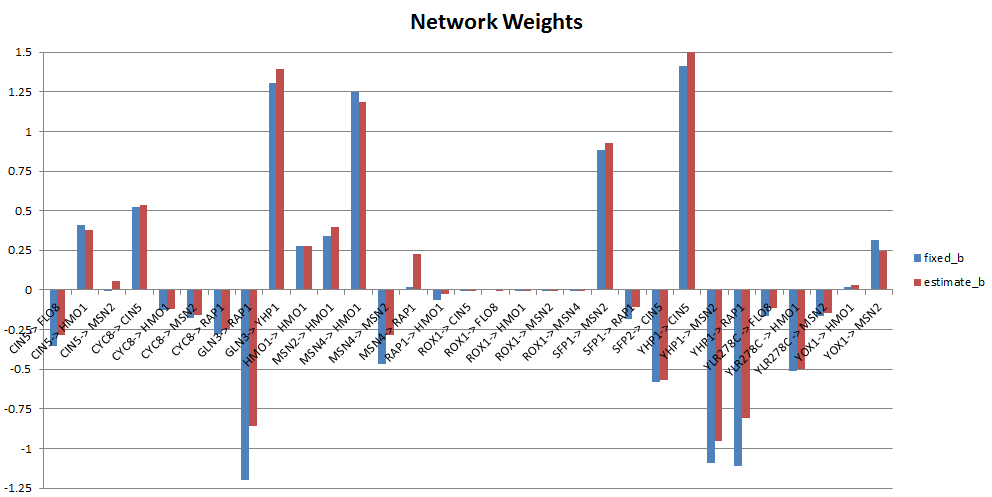 Network Weights
1.5
1.25
1
0.75
0.5
0.25
0
-0.25
-0.5
-0.75
-1
-1.25
CIN5-> FLO8
CIN5-> HMO1
CIN5-> MSN2
CYC8-> CIN5
CYC8-> HMO1
CYC8-> MSN2
CYC8-> RAP1
GLN3-> RAP1
GLN3-> YHP1
HMO1-> HMO1
MSN2-> HMO1
MSN4-> HMO1
MSN4-> MSN2
MSN4-> RAP1
RAP1-> HMO1
ROX1-> CIN5
ROX1-> FLO8
ROX1-> HMO1
ROX1-> MSN2
ROX1-> MSN4
SFP1-> MSN2
SFP1-> RAP1
SFP2-> CIN5
YHP1-> CIN5
YHP1-> MSN2
YHP1-> RAP1
YLR278C-> FLO8
YLR278C -> HMO1
YLR278C-> MSN2
YOX1-> HMO1
YOX1-> MSN2
fixed_b
estimate_b